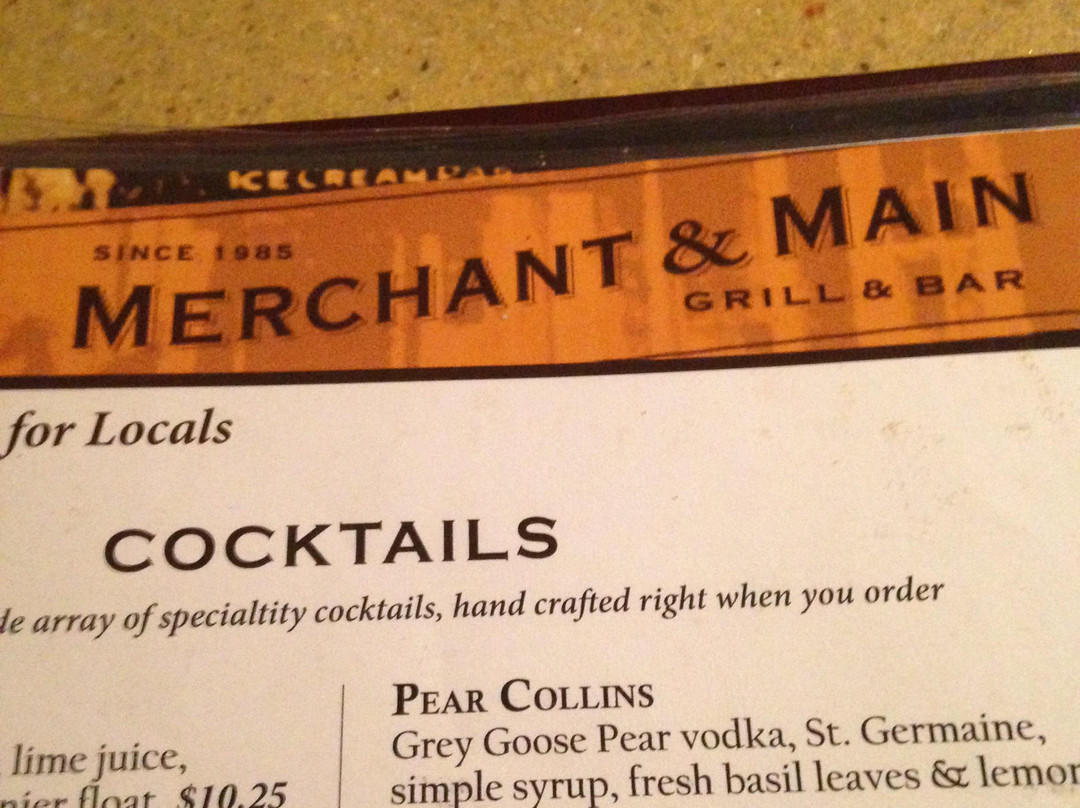 ICE CREAM
SINCE 1985
MERCHANT & MAIN
GRILL & BAR
for Locals
COCKTAILS
array of specialtity cocktails, hand crafted right when you order
PEAR COLLINS
Grey Goose Pear vodka, St. Germaine,
simple syrup, fresh basil leaves & lemon
lime juice,
float $10.25